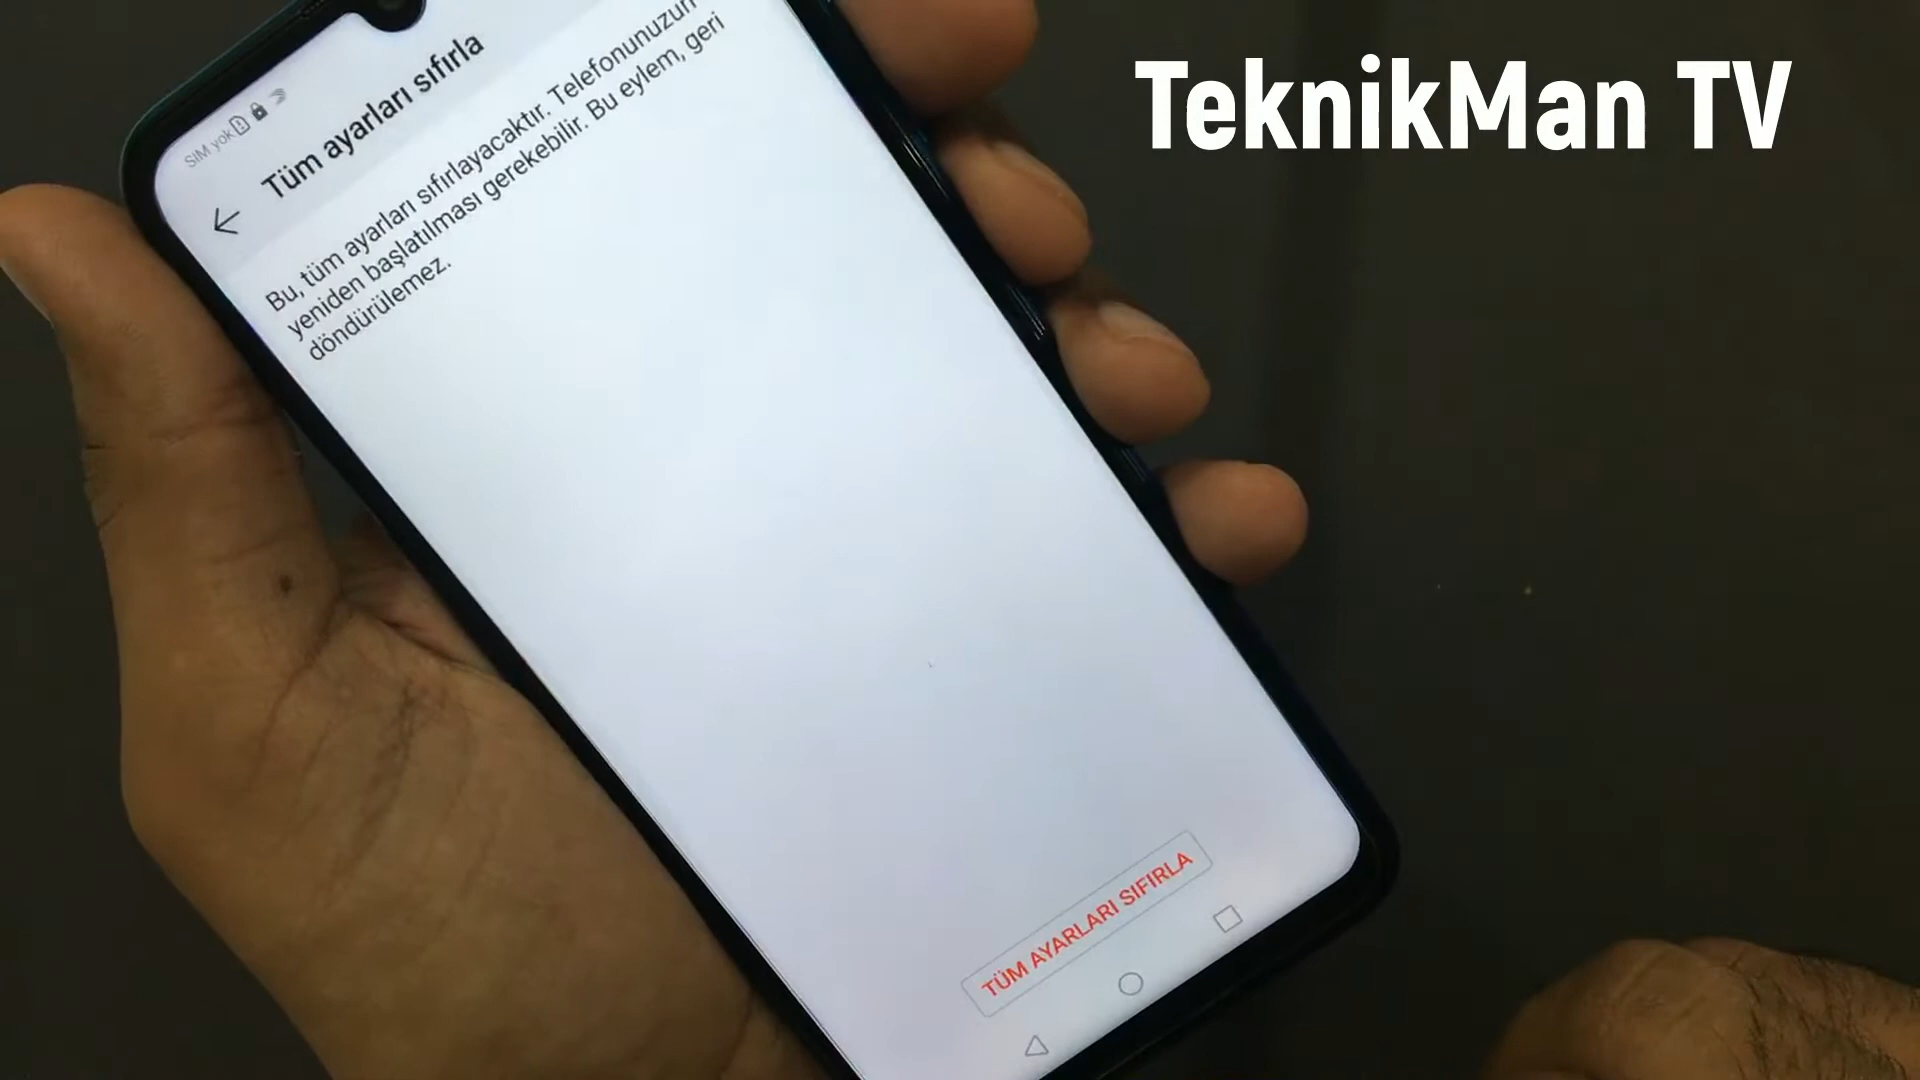 TeknikMan TV
SIM yok
Tüm ayarları sıfırla
Bu, tüm ayarları sıfırlayacaktır. Telefonunuzun
yeniden başlatılması gerekebilir. Bu eylem, geri
döndürülemez.
TÜM AYARLARI SIFIRLA